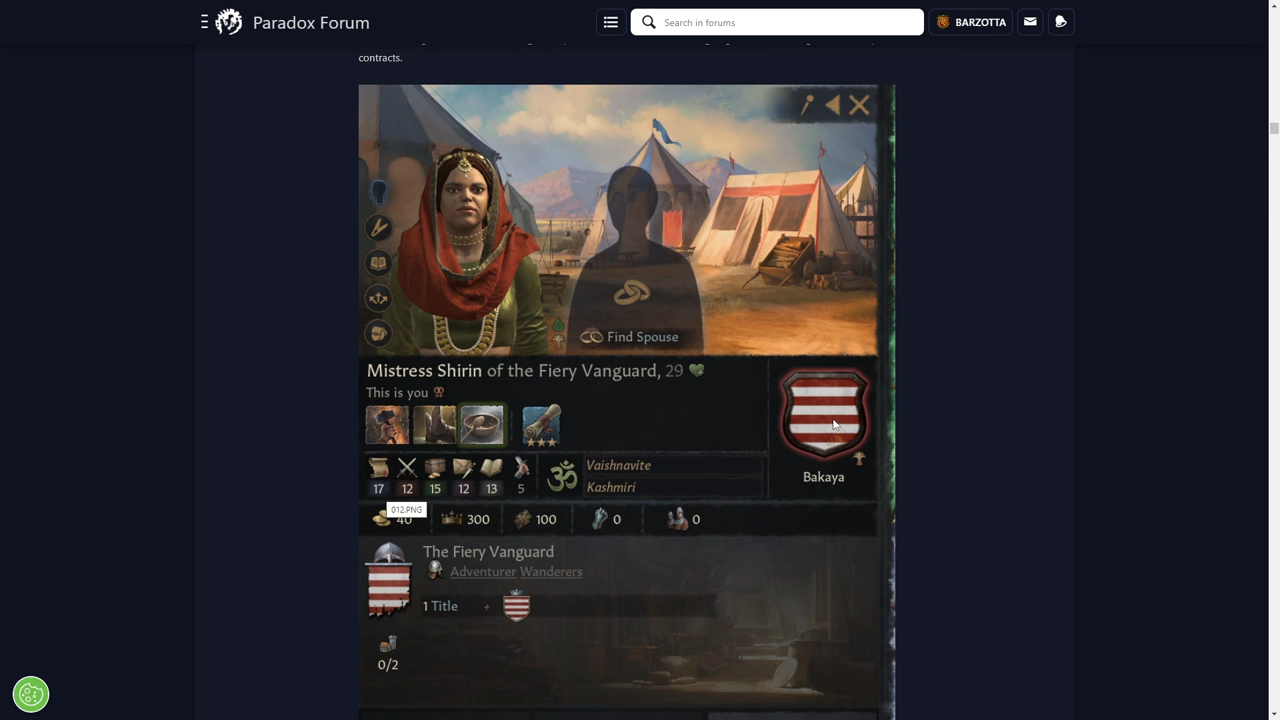 Paradox Forum
Search in forums
BARZOTTA
contracts.
Find Spouse
Mistress Shirin of the Fiery Vanguard, 29
This is you
Vaishnavite
Kashmiri
17 12 15 12 13 5
Bakaya
012.PNG
40 300 100 0 0
The Fiery Vanguard
Adventurer Wanderers
1 Title +
0/2